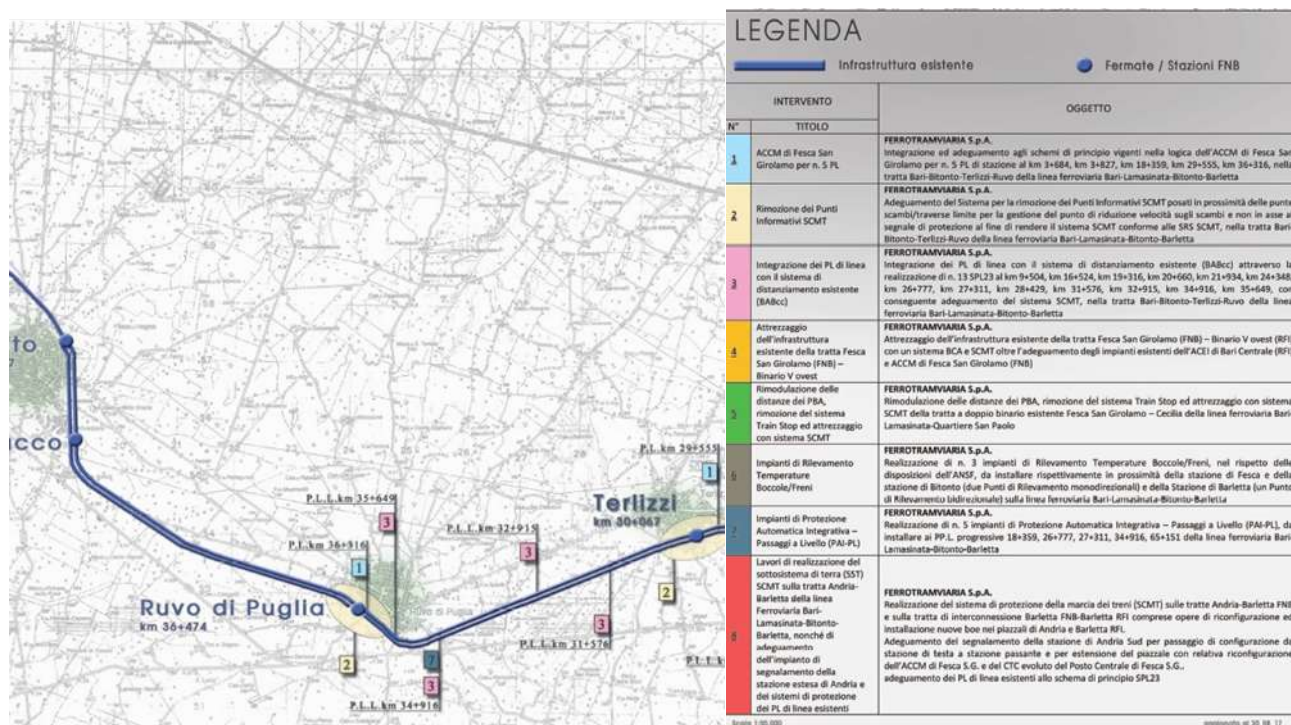 to
acco
P.L. km 29+555
1
P.L.L km 35+649
3
Terlizzi
km 30+067
P.L.L km 32+915
P.L. km 36+316
3
1
2
Ruvo di Puglia
km 36+474
3
P.L.L km 31+576
2
7
3
P.L.L km 34+916
LEGENDA
Infrastruttura esistente
Fermate / Stazioni FNB
INTERVENTO
OGGETTO
N°
TITOLO
1
ACCM di Fesca San
Girolamo per n. 5 PL
FERROTRAMVIARIA S.p.A.
Integrazione ed adeguamento agli schemi di principio vigenti nella logica dell'ACCM di Fesca San
Girolamo per n. 5 PL di stazione al km 3+684, km 3+827, km 18+359, km 29+555, km 36+316, nella
tratta Bari-Bitonto-Terlizzi-Ruvo della linea ferroviaria Bari-Lamasinata-Bitonto-Barletta
2
Rimozione dei Punti
Informativi SCMT
FERROTRAMVIARIA S.p.A.
Adeguamento del Sistema per la rimozione dei Punti Informativi SCMT posati in prossimità delle punte
scambi/traverse limite per la gestione del punto di riduzione velocità sugli scambi e non in asse al
segnale di protezione al fine di rendere il sistema SCMT conforme alle SRS SCMT, nella tratta Bari-
Bitonto-Terlizzi-Ruvo della linea ferroviaria Bari-Lamasinata-Bitonto-Barletta
3
Integrazione dei PL di linea
con il sistema di
distanziamento esistente
(BABcc)
FERROTRAMVIARIA S.p.A.
Integrazione dei PL di linea con il sistema di distanziamento esistente (BABcc) attraverso la
realizzazione di n. 13 SPL23 al km 9+504, km 16+524, km 19+316, km 20+660, km 21+934, km 24+348,
km 26+777, km 27+311, km 28+429, km 31+576, km 32+915, km 34+916, km 35+649, con
conseguente adeguamento del sistema SCMT, nella tratta Bari-Bitonto-Terlizzi-Ruvo della linea
ferroviaria Bari-Lamasinata-Bitonto-Barletta
4
Attrezzaggio
dell'infrastruttura
esistente della tratta Fesca
San Girolamo (FNB) –
Binario V ovest
FERROTRAMVIARIA S.p.A.
Attrezzaggio dell'infrastruttura esistente della tratta Fesca San Girolamo (FNB) – Binario V ovest (RFI)
con un sistema BCA e SCMT oltre l'adeguamento degli impianti esistenti dell'ACEI di Bari Centrale (RFI)
e ACCM di Fesca San Girolamo (FNB)
5
Rimodulazione delle
distanze dei PBA,
rimozione del sistema
Train Stop ed attrezzaggio
con sistema SCMT
FERROTRAMVIARIA S.p.A.
Rimodulazione delle distanze dei PBA, rimozione del sistema Train Stop ed attrezzaggio con sistema
SCMT della tratta a doppio binario esistente Fesca San Girolamo – Cecilia della linea ferroviaria Bari-
Lamasinata-Quartiere San Paolo
6
Impianti di Rilevamento
Temperature
Boccole/Freni
FERROTRAMVIARIA S.p.A.
Realizzazione di n. 3 impianti di Rilevamento Temperature Boccole/Freni, nel rispetto delle
disposizioni dell'ANSF, da installare rispettivamente in prossimità della stazione di Fesca e della
stazione di Bitonto (due Punti di Rilevamento monodirezionali) e della Stazione di Barletta (un Punto
di Rilevamento bidirezionale) sulla linea ferroviaria Bari-Lamasinata-Bitonto-Barletta
7
Impianti di Protezione
Automatica Integrativa –
Passaggi a Livello (PAI-PL)
FERROTRAMVIARIA S.p.A.
Realizzazione di n. 5 impianti di Protezione Automatica Integrativa – Passaggi a Livello (PAI-PL), da
installare ai PP.L. progressive 18+359, 26+777, 27+311, 34+916, 65+151 della linea ferroviaria Bari-
Lamasinata-Bitonto-Barletta
8
Lavori di realizzazione del
sottosistema di terra (SST)
SCMT sulla tratta Andria-
Barletta della linea
Ferroviaria Bari-
Lamasinata-Bitonto-
Barletta, nonché di
adeguamento
dell'impianto di
segnalamento della
stazione estesa di Andria e
dei sistemi di protezione
dei PL di linea esistenti
FERROTRAMVIARIA S.p.A.
Realizzazione del sistema di protezione della marcia dei treni (SCMT) sulle tratte Andria-Barletta FNB
e sulla tratta di interconnessione Barletta FNB-Barletta RFI comprese opere di riconfigurazione ed
installazione nuove boe nei piazzali di Andria e Barletta RFI.
Adeguamento del segnalamento della stazione di Andria Sud per passaggio di configurazione da
stazione di testa a stazione passante e per estensione del piazzale con relativa riconfigurazione
dell'ACCM di Fesca S.G. e del CTC evoluto del Posto Centrale di Fesca S.G..
adeguamento dei PL di linea esistenti allo schema di principio SPL23